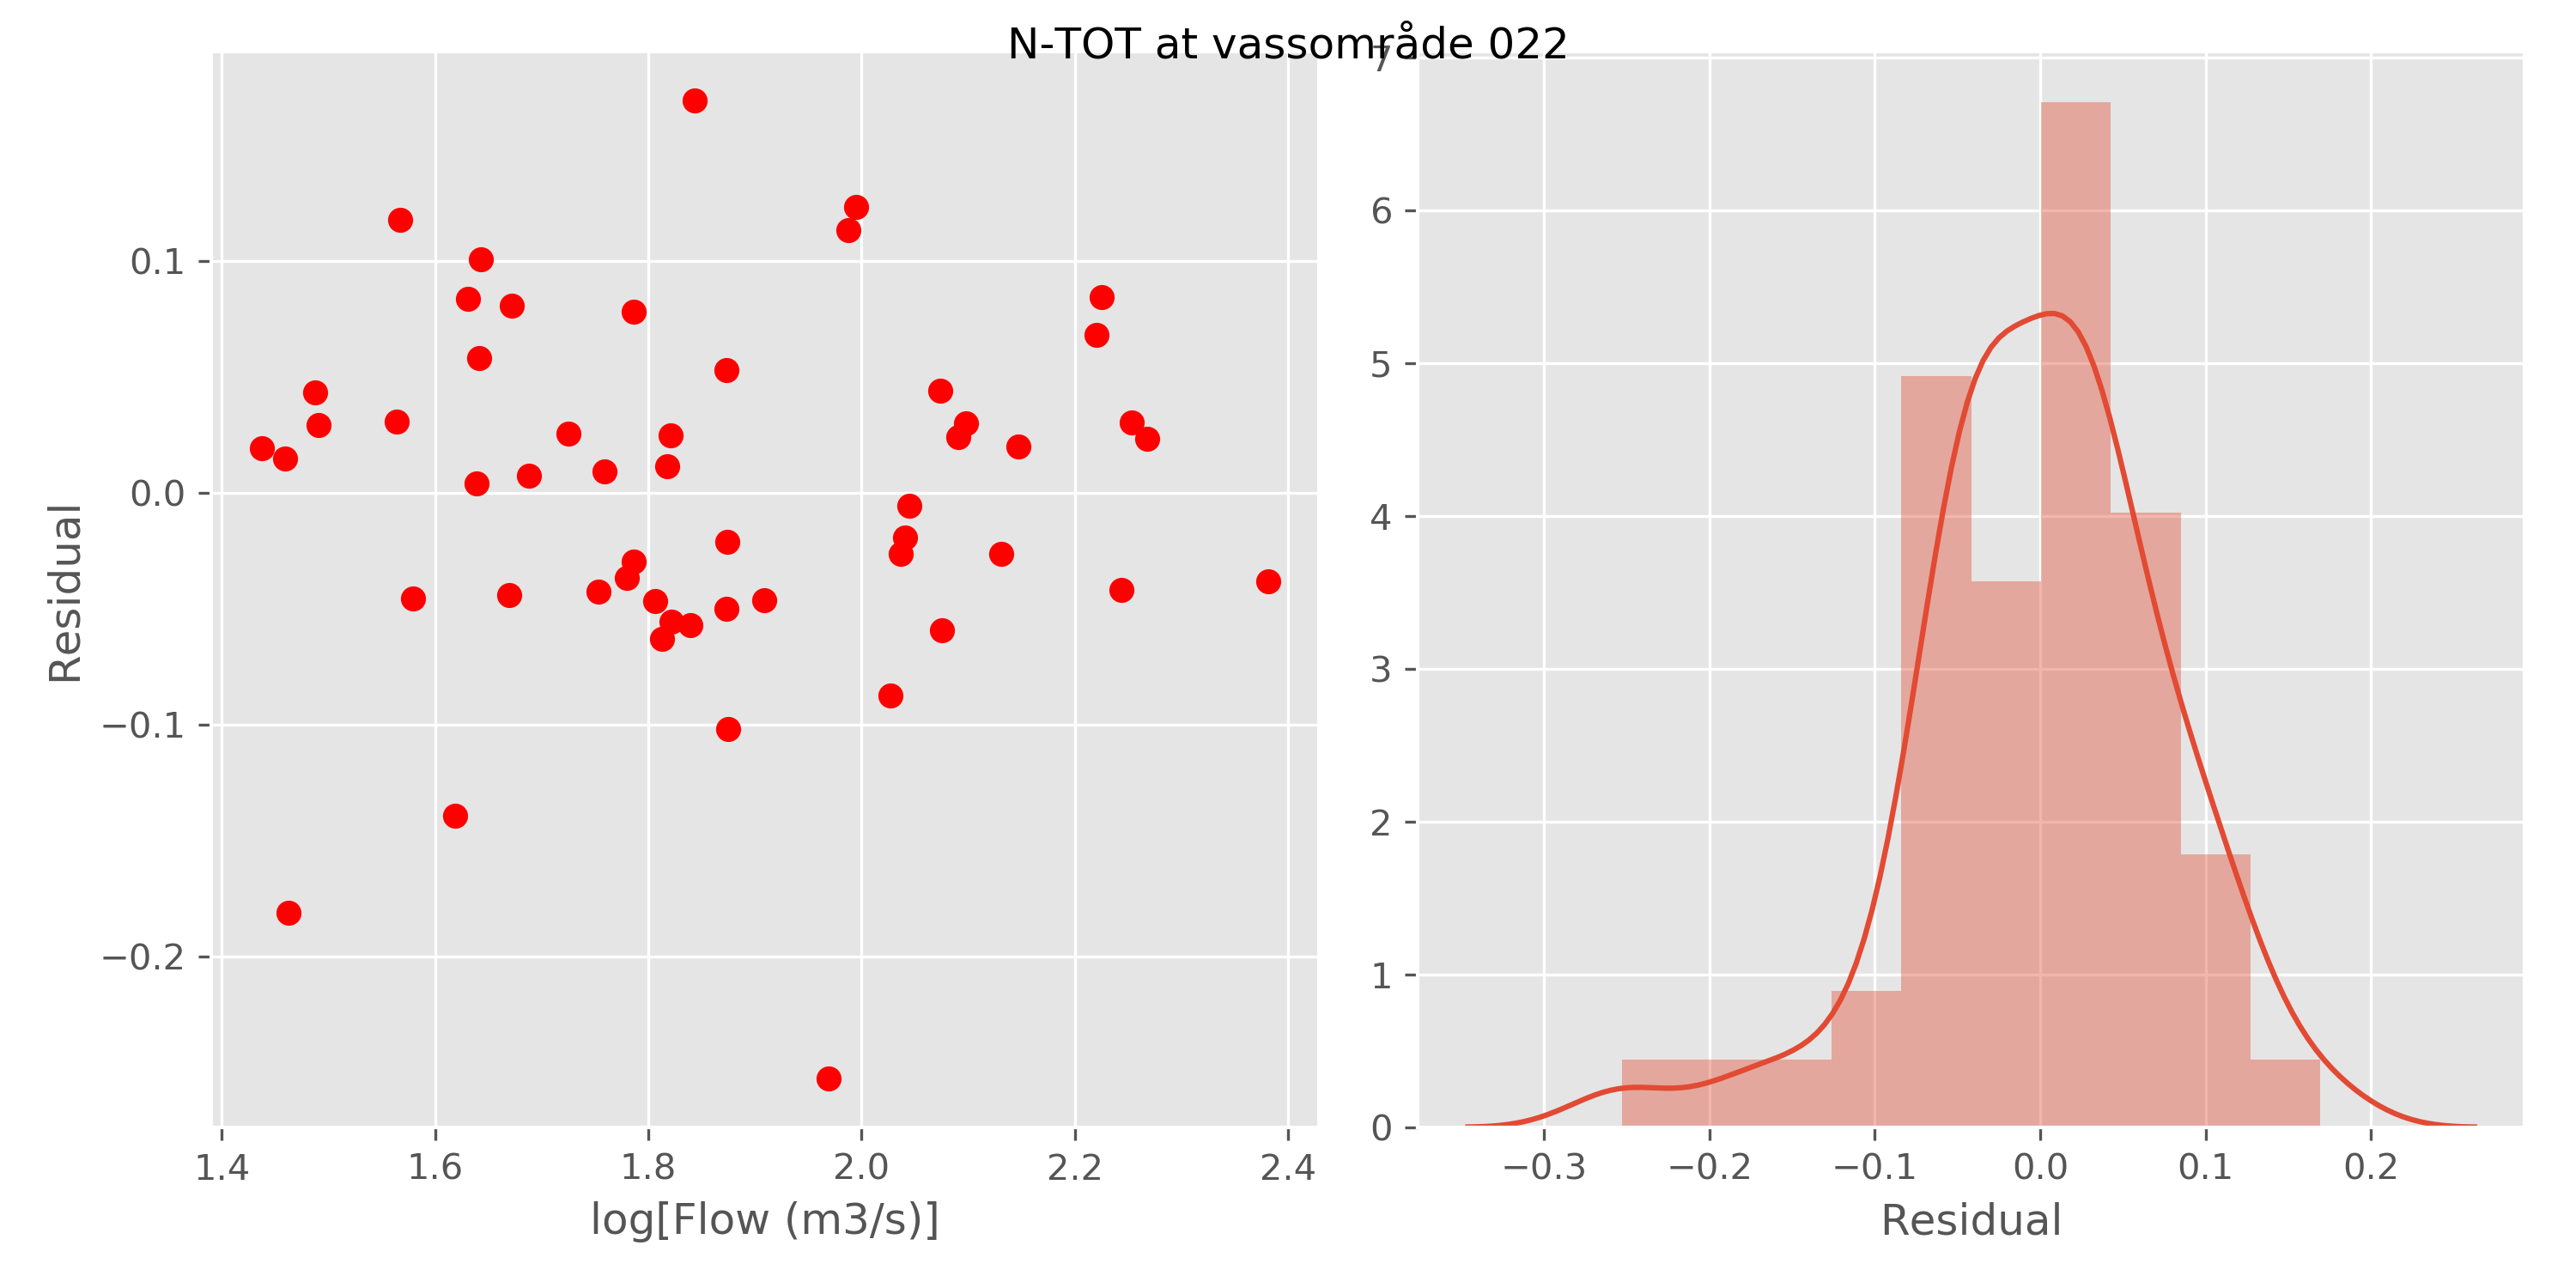 N-TOT at vassområde 022
0.1
0.0
−0.1
−0.2
Residual
1.4 1.6 1.8 2.0 2.2 2.4
log[Flow (m3/s)]
7
6
5
4
3
2
1
0
−0.3 −0.2 −0.1 0.0 0.1 0.2
Residual